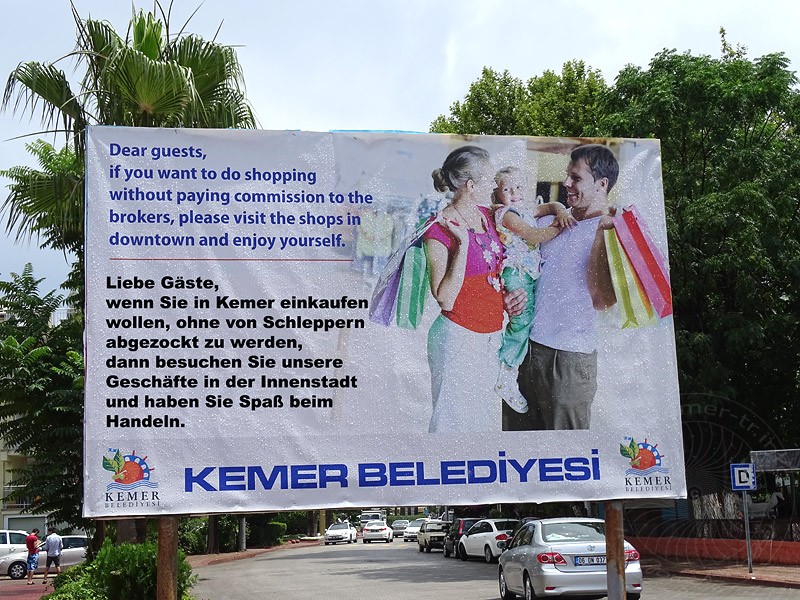 Dear guests,
if you want to do shopping
without paying commission to the
brokers, please visit the shops in
downtown and enjoy yourself.
Liebe Gäste,
wenn Sie in Kemer einkaufen
wollen, ohne von Schleppern
abgezockt zu werden,
dann besuchen Sie unsere
Geschäfte in der Innenstadt
und haben Sie Spaß beim
Handeln.
KEMER
BELEDİYESİ
KEMER BELEDİYESİ
KEMER
BELEDİYESİ
D